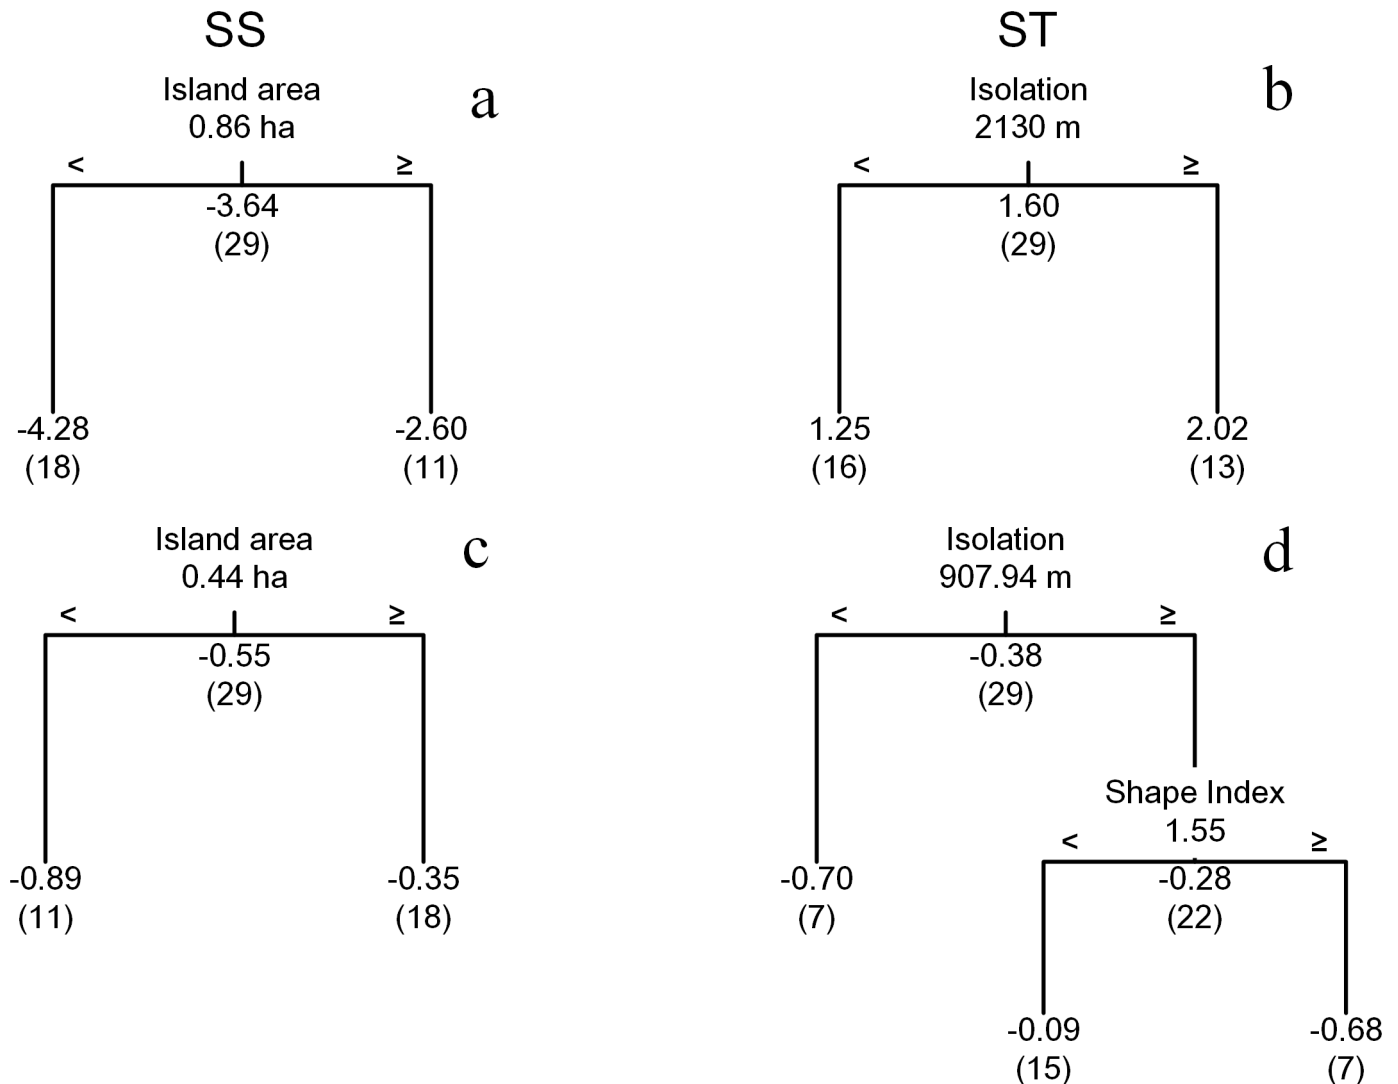 SS
ST
Island area
0.86 ha
a
< ≥
-3.64
(29)
-4.28
(18)
-2.60
(11)
Isolation
2130 m
b
< ≥
1.60
(29)
1.25
(16)
2.02
(13)
Island area
0.44 ha
c
< ≥
-0.55
(29)
-0.89
(11)
-0.35
(18)
Isolation
907.94 m
d
< ≥
-0.38
(29)
-0.70
(7)
Shape Index
1.55
< ≥
-0.28
(22)
-0.09
(15)
-0.68
(7)